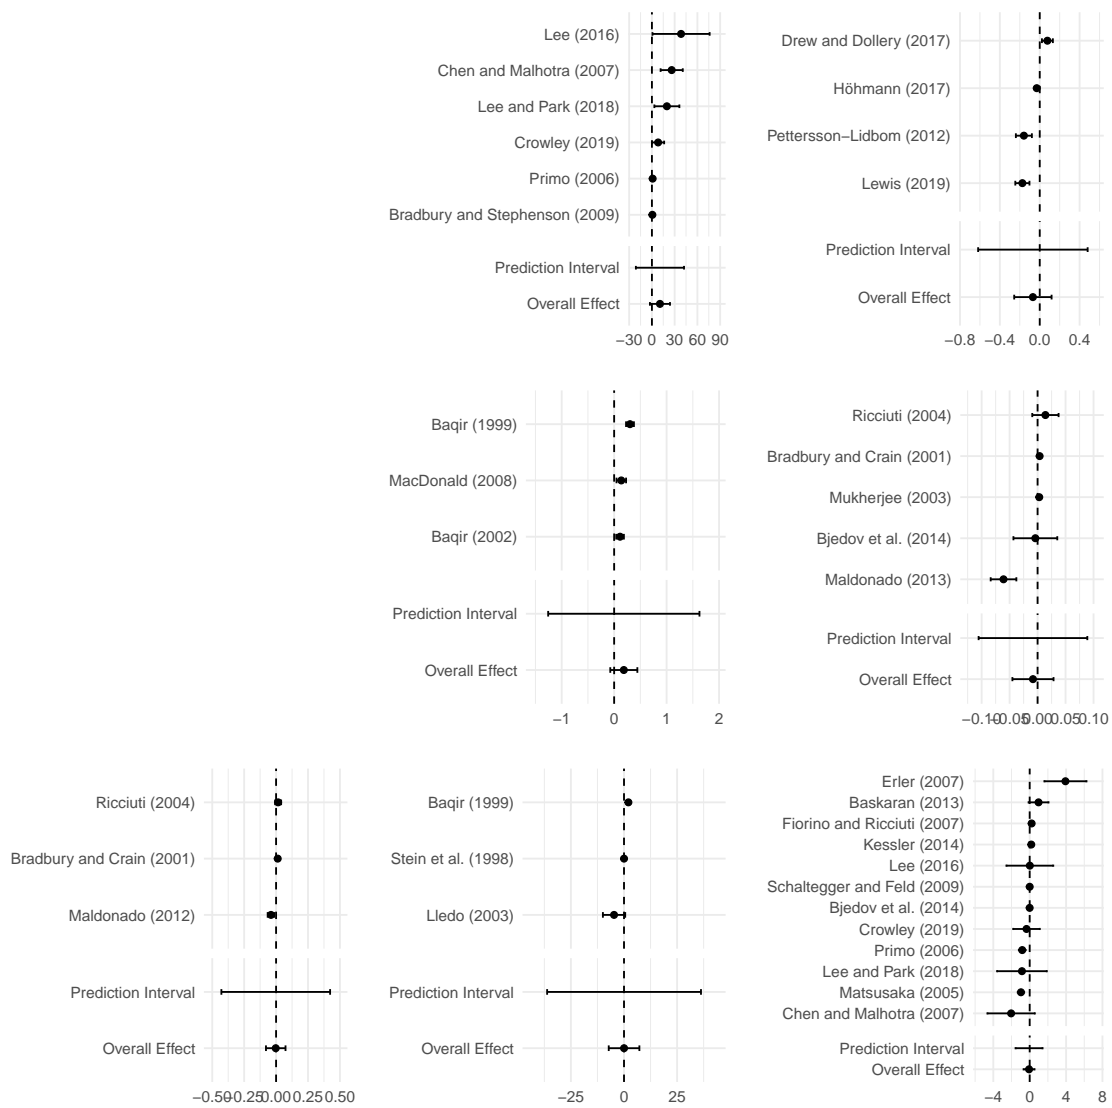 Lee (2016)
Chen and Malhotra (2007)
Lee and Park (2018)
Crowley (2019)
Primo (2006)
Bradbury and Stephenson (2009)
Prediction Interval
Overall Effect
−30 0 30 60 90
Drew and Dollery (2017)
Höhmann (2017)
Pettersson−Lidbom (2012)
Lewis (2019)
Prediction Interval
Overall Effect
−0.8 −0.4 0.0 0.4
Baqir (1999)
MacDonald (2008)
Baqir (2002)
Prediction Interval
Overall Effect
−1 0 1 2
Ricciuti (2004)
Bradbury and Crain (2001)
Mukherjee (2003)
Bjedov et al. (2014)
Maldonado (2013)
Prediction Interval
Overall Effect
−0.10 −0.05 0.00 0.05 0.10
Ricciuti (2004)
Bradbury and Crain (2001)
Maldonado (2012)
Prediction Interval
Overall Effect
−0.50 −0.25 0.00 0.25 0.50
Baqir (1999)
Stein et al. (1998)
Lledo (2003)
Prediction Interval
Overall Effect
−25 0 25
Erler (2007)
Baskaran (2013)
Fiorino and Ricciuti (2007)
Kessler (2014)
Lee (2016)
Schaltegger and Feld (2009)
Bjedov et al. (2014)
Crowley (2019)
Primo (2006)
Lee and Park (2018)
Matsusaka (2005)
Chen and Malhotra (2007)
Prediction Interval
Overall Effect
−4 0 4 8